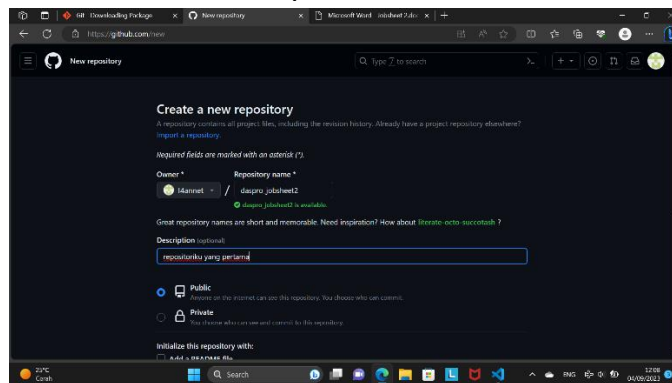 Git - Downloading Package
New repository
Microsoft Word - Jobsheet 2.do
https://github.com/new
New repository
Type / to search
Create a new repository
A repository contains all project files, including the revision history. Already have a project repository elsewhere?
Import a repository.
Required fields are marked with an asterisk (*).
Owner *
Repository name *
daspro_jobsheet2
daspro_jobsheet2 is available.
Great repository names are short and memorable. Need inspiration? How about literate-octo-succotash ?
Description (optional)
repositoriku yang pertama
Public
Anyone on the internet can see this repository. You choose who can commit.
Private
You choose who can see and commit to this repository.
Initialize this repository with:
Add a README file
Search
Cerah
ENG
04/09/2023